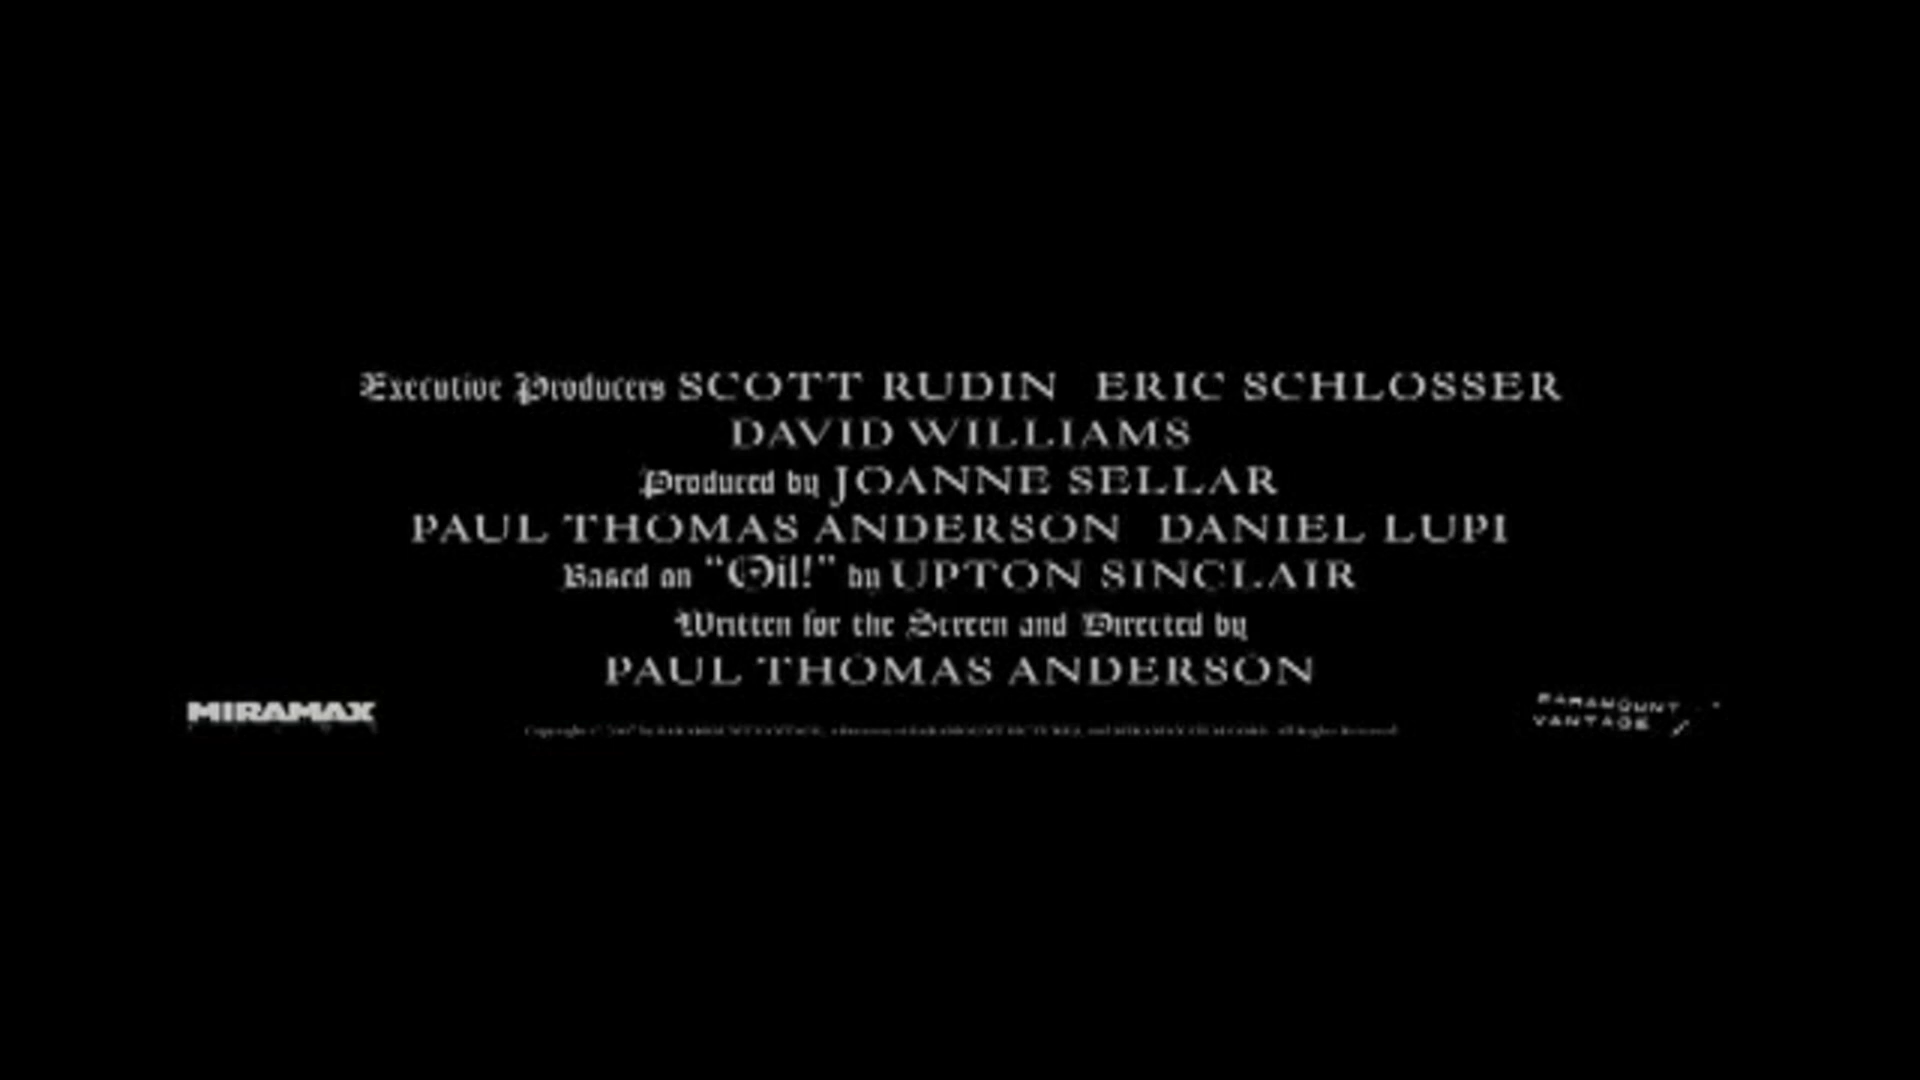 Executive Producers SCOTT RUDIN ERIC SCHLOSSER
DAVID WILLIAMS
Produced by JOANNE SELLAR
PAUL THOMAS ANDERSON DANIEL LUPI
Based on “Oil!” by UPTON SINCLAIR
Written for the Screen and Directed by
PAUL THOMAS ANDERSON
MIRAMAX
PARAMOUNT
VANTAGE